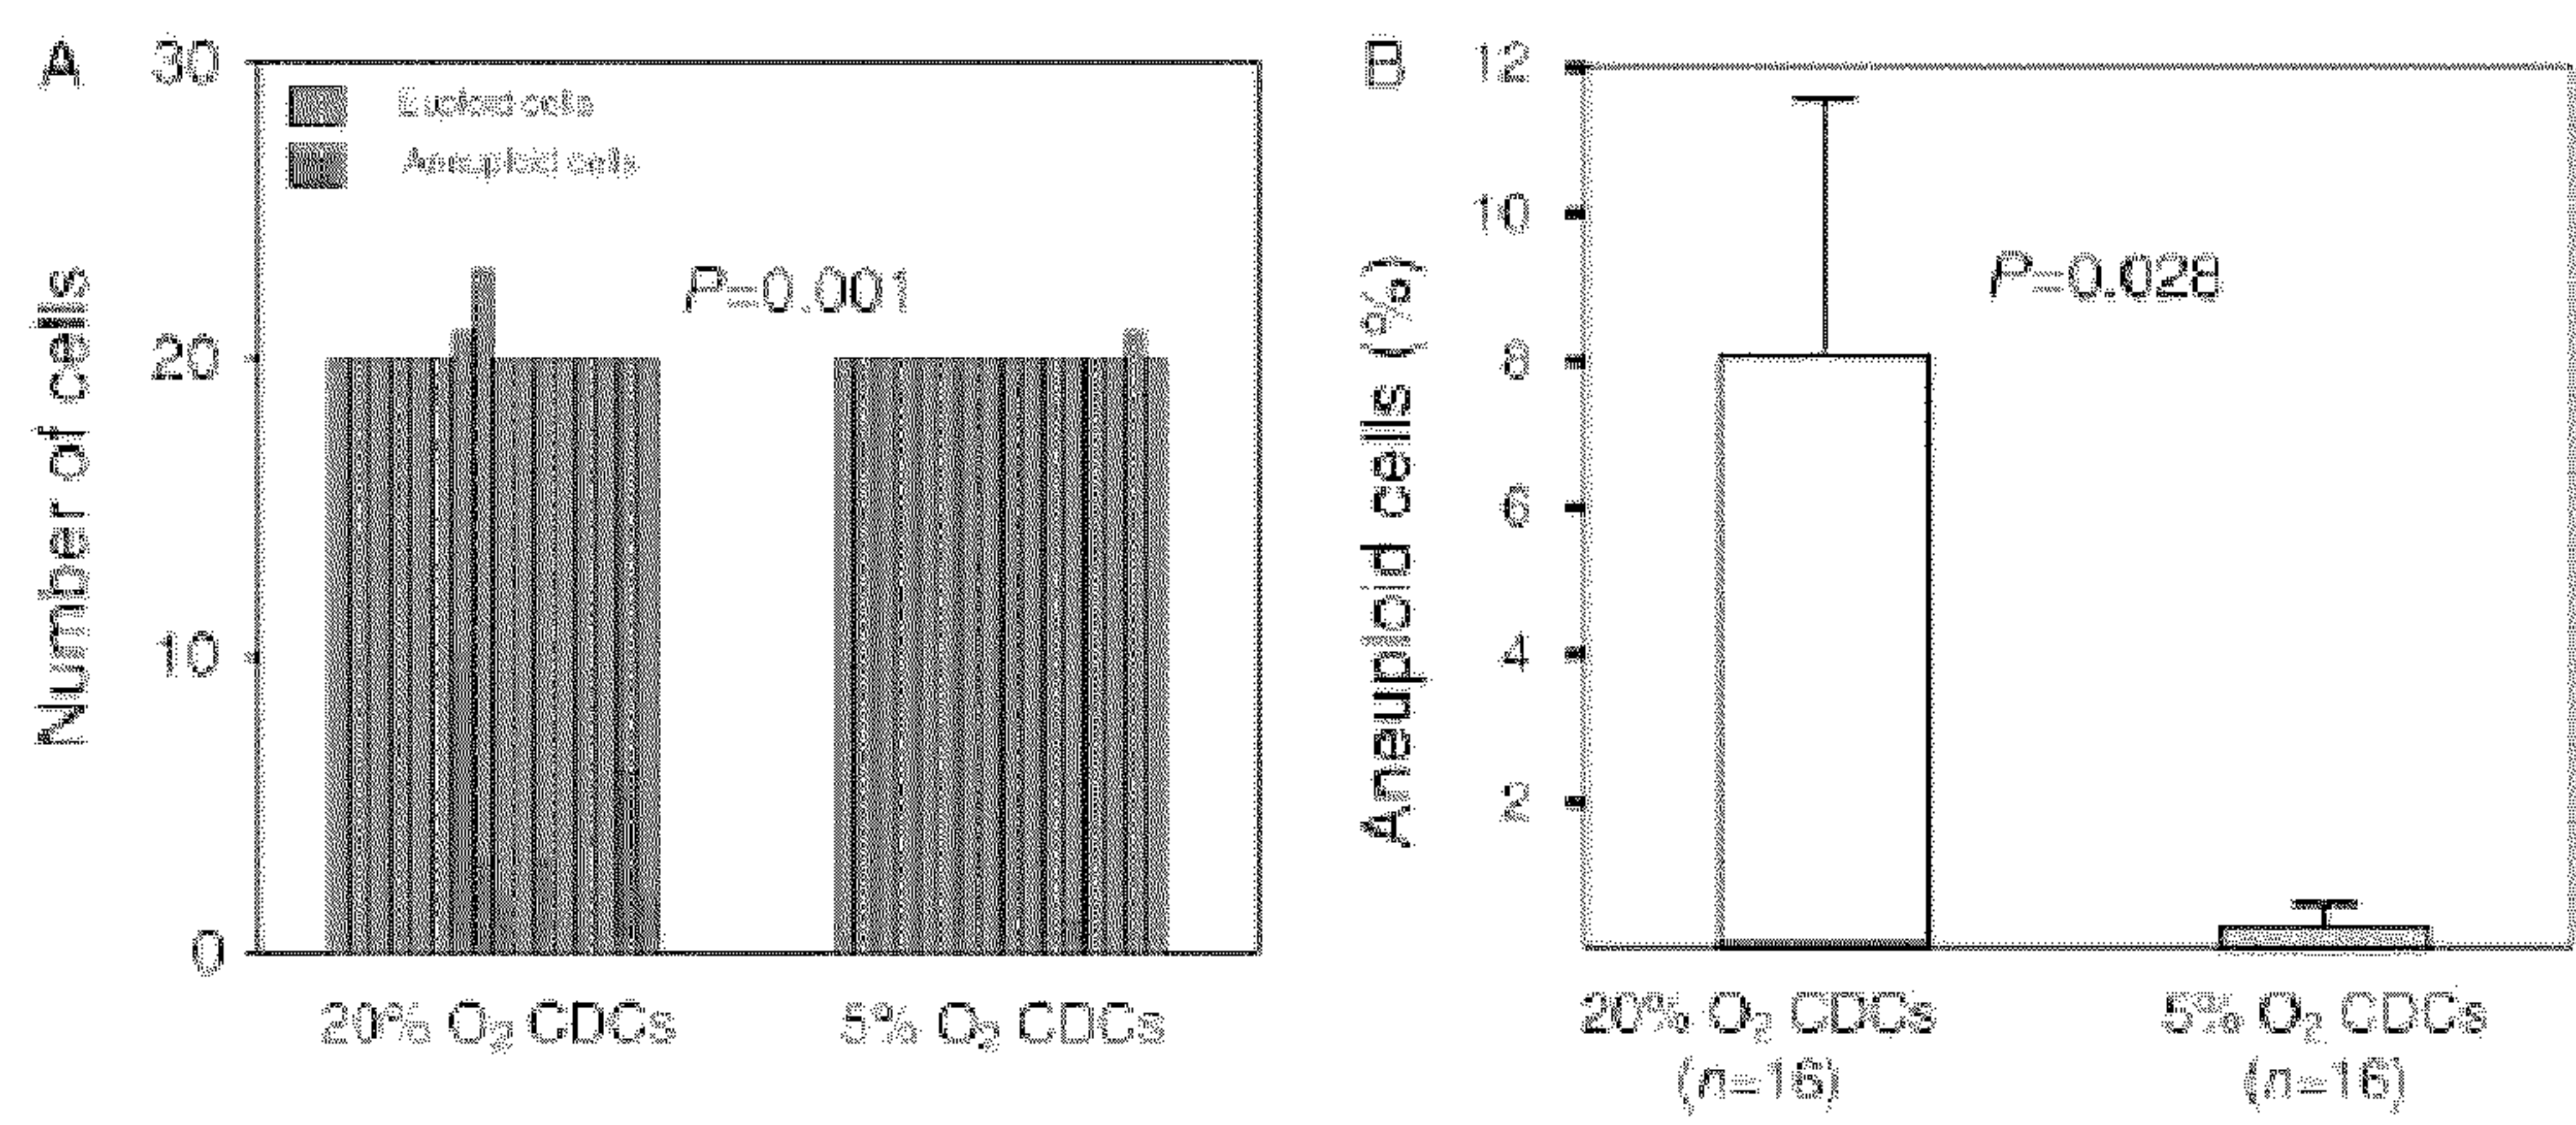 A
30
Euploid cells
Aneuploid cells
P=0.001
20
10
0
Number of cells
20% O₂ CDCs
5% O₂ CDCs
B
12
10
8
6
4
2
P=0.028
Aneuploid cells (%)
20% O₂ CDCs
(n=16)
5% O₂ CDCs
(n=16)